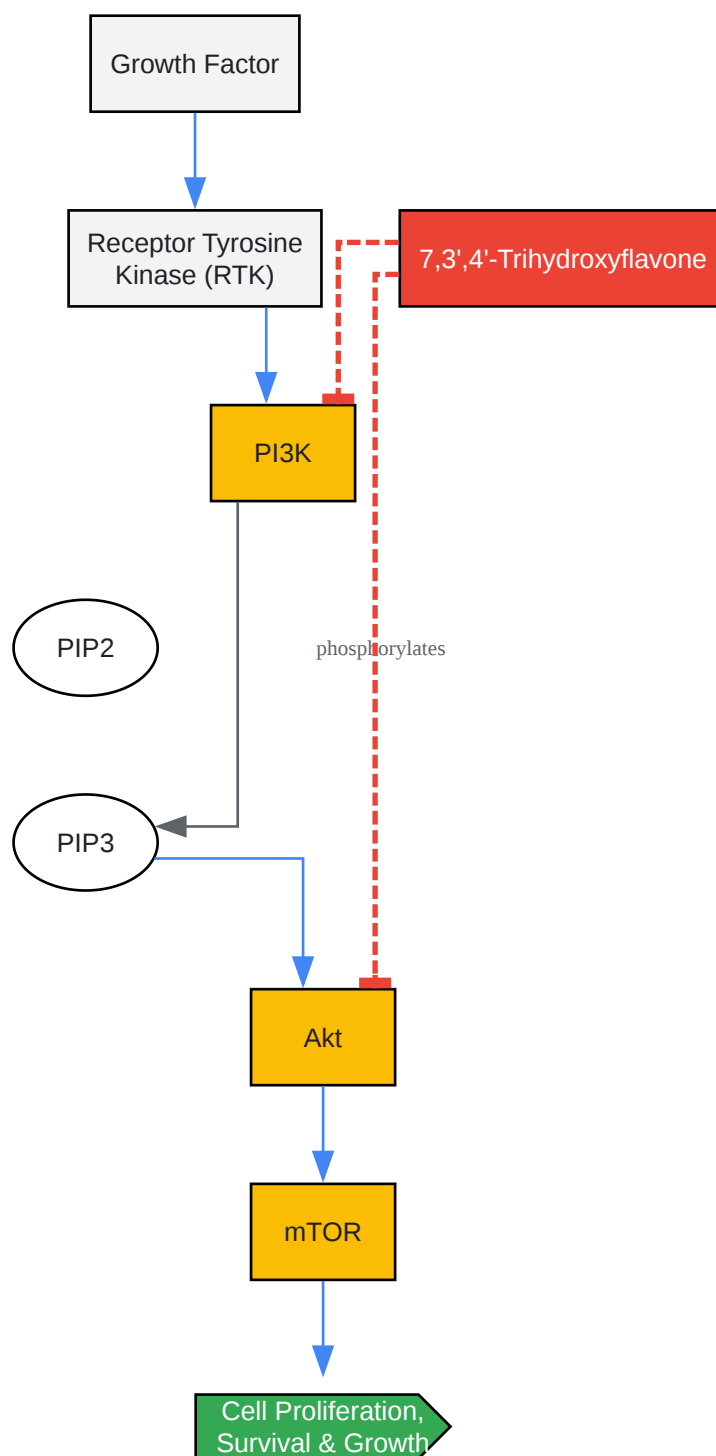 Growth Factor
Receptor Tyrosine
Kinase (RTK)
7,3',4'-Trihydroxyflavone
PI3K
PIP2
phosphorylates
PIP3
Akt
mTOR
Cell Proliferation,
Survival & Growth